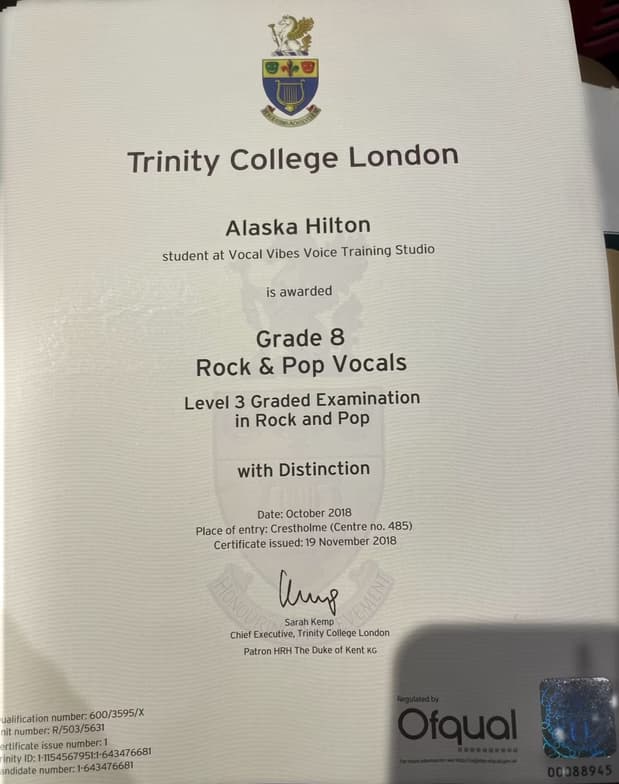 Trinity College London
Alaska Hilton
student at Vocal Vibes Voice Training Studio
is awarded
Grade 8
Rock & Pop Vocals
Level 3 Graded Examination
in Rock and Pop
with Distinction
Date: October 2018
Place of entry: Crestholme (Centre no. 485)
Certificate issued: 19 November 2018
Sarah Kemp
Chief Executive, Trinity College London
Patron HRH The Duke of Kent KG
ualification number: 600/3595/X
nit number: R/503/5631
ertificate issue number: 1
rinity ID: 1-1154567951:1-643476681
andidate number: 1-643476681
Regulated by
Ofqual
00088945